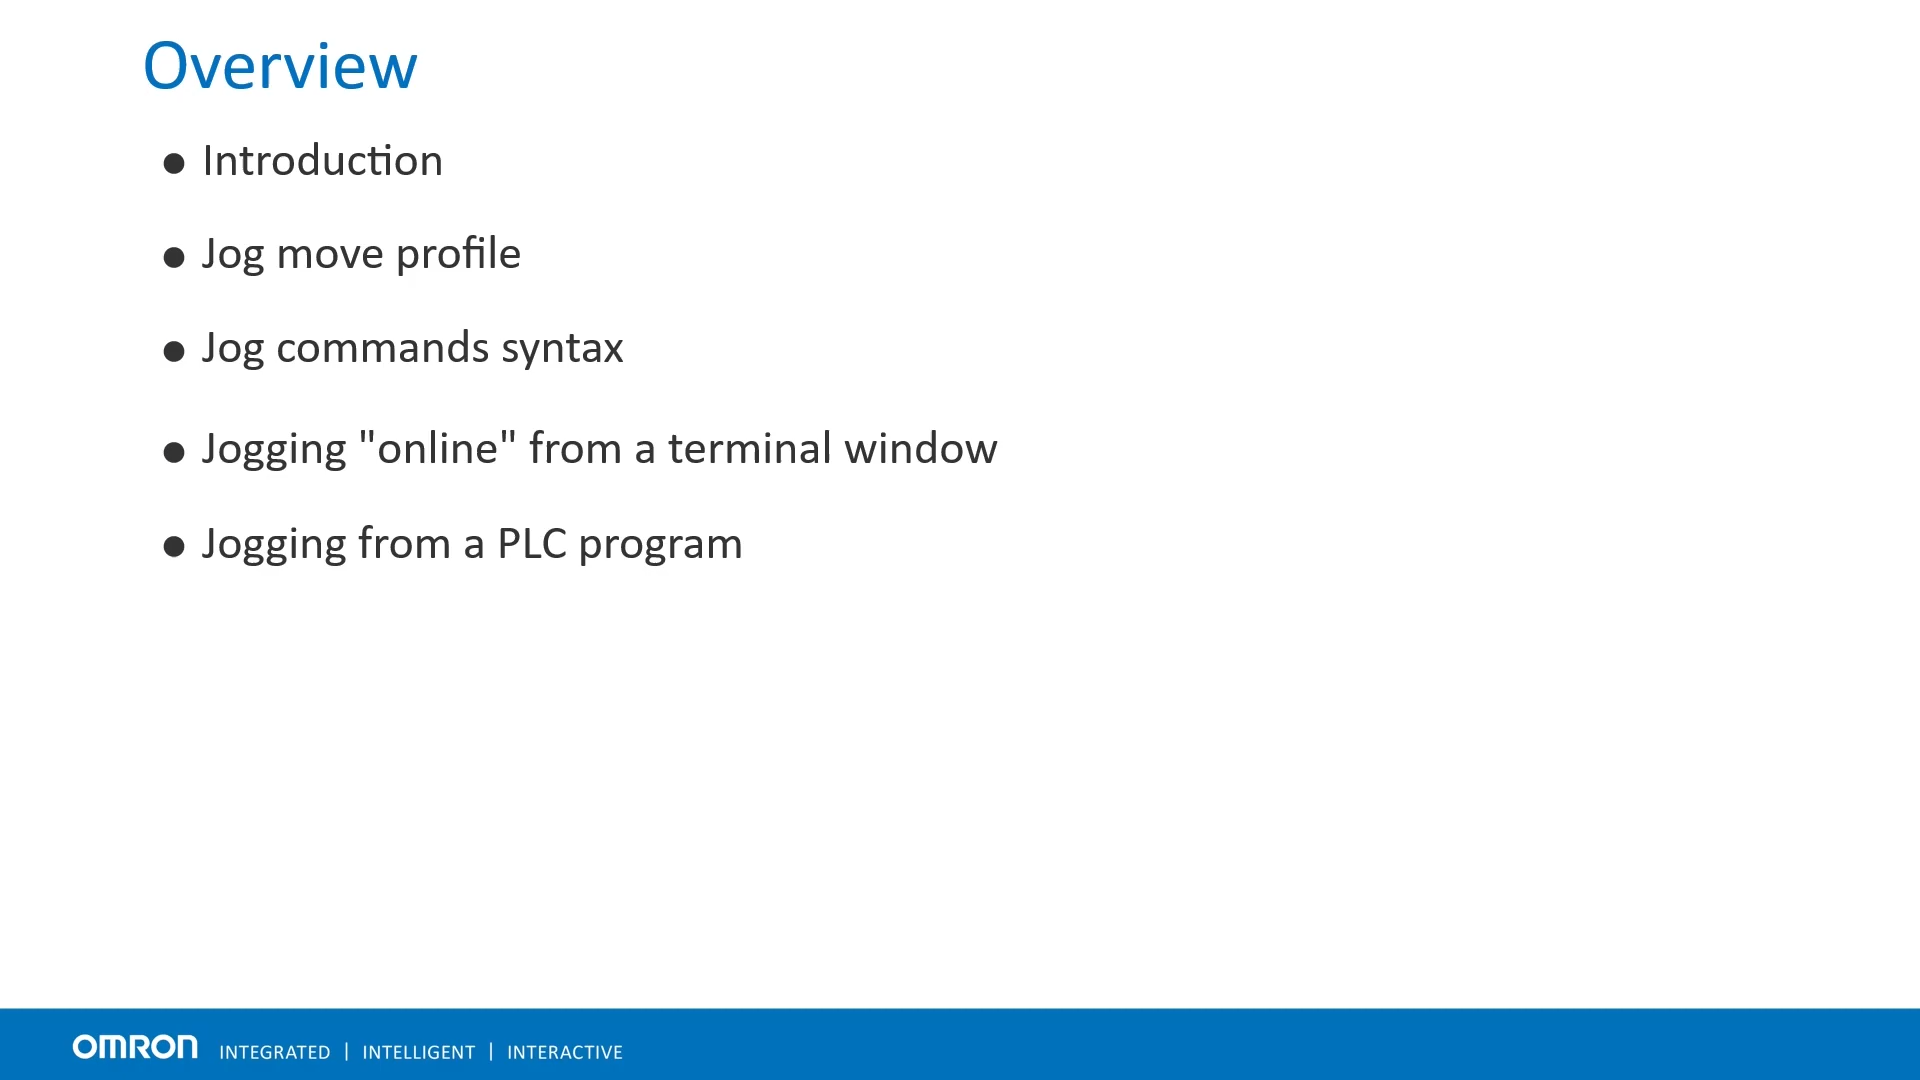 Overview
● Introduction
● Jog move profile
● Jog commands syntax
● Jogging "online" from a terminal window
● Jogging from a PLC program
OMRON INTEGRATED | INTELLIGENT | INTERACTIVE